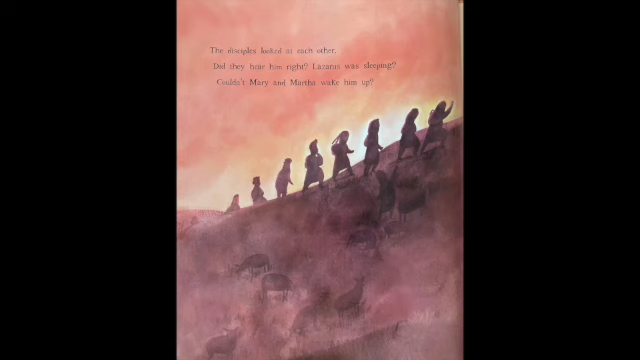 The disciples looked at each other.
Did they hear him right? Lazarus was sleeping?
Couldn't Mary and Martha wake him up?